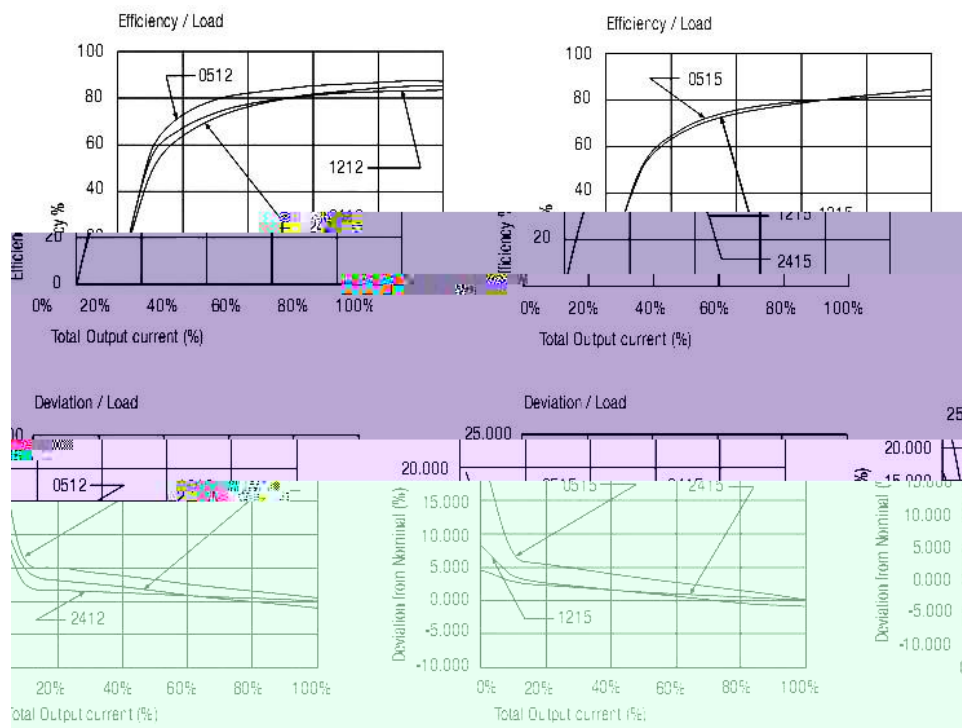 Efficiency / Load
Efficiency / Load
100
100
0512
0515
80
80
60
60
1212
40
40
20
20
1215
2415
0
0% 20% 40% 60% 80% 100%
0% 20% 40% 60% 80% 100%
Total Output current (%)
Total Output current (%)
Deviation / Load
Deviation / Load
25.000
20.000
20.000
0512
0515
2415
15.000
10.000
10.000
5.000
5.000
0.000
0.000
2412
1215
-5.000
-5.000
-10.000
-10.000
Deviation from Nominal (%)
20% 40% 60% 80% 100%
0% 20% 40% 60% 80% 100%
Total Output current (%)
Total Output current (%)